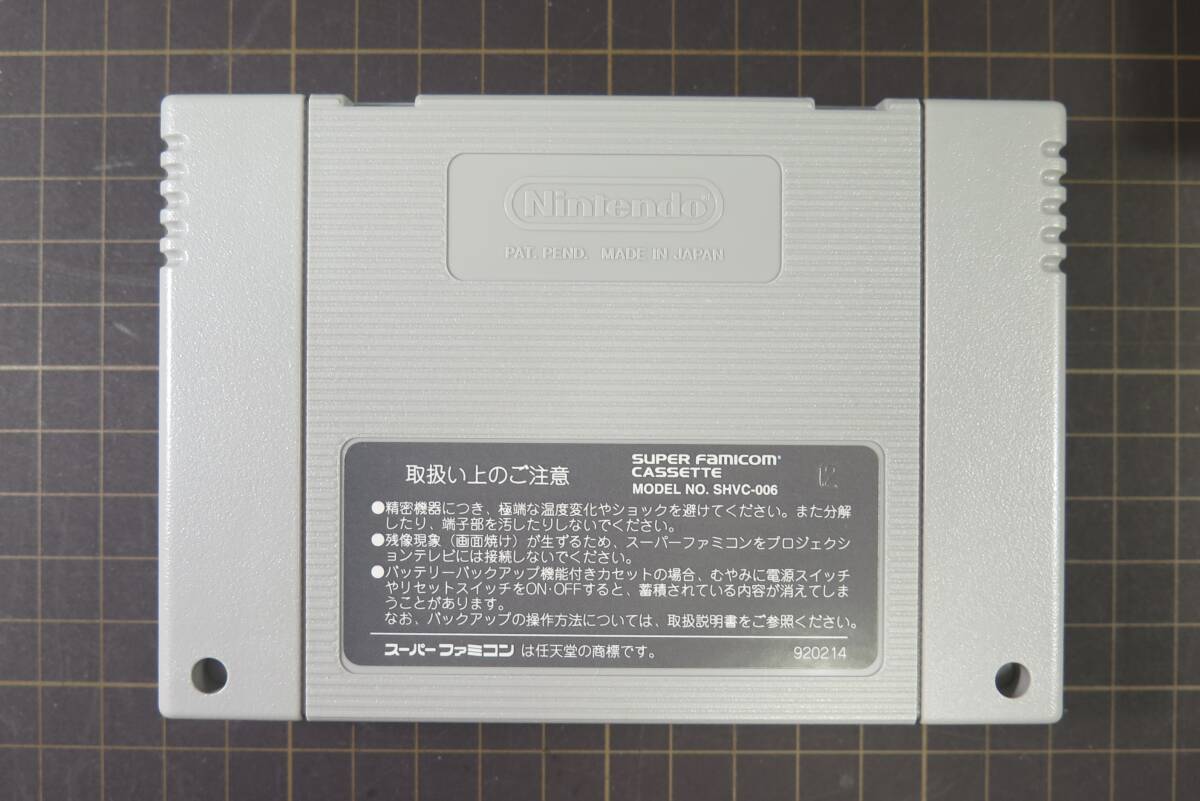 Nintendo
PAT. PEND. MADE IN JAPAN
取扱い上のご注意
SUPER FAMICOM
CASSETTE
MODEL NO. SHVC-006
●精密機器につき、極端な温度変化やショックを避けてください。また分解
したり、端子部を汚したりしないでください。
●残像現象（画面焼け）が生ずるため、スーパーファミコンをプロジェクシ
ョンテレビには接続しないでください。
●バッテリーバックアップ機能付きカセットの場合、むやみに電源スイッチ
やリセットスイッチをON·OFFすると、蓄積されている内容が消えてしま
うことがあります。
なお、バックアップの操作方法については、取扱説明書をご参照ください。
スーパーファミコン は任天堂の商標です。 920214